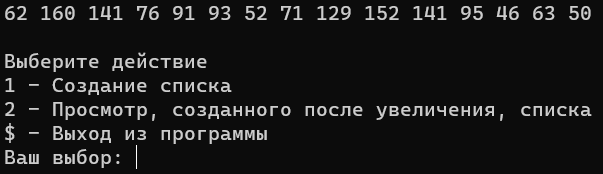 62 160 141 76 91 93 52 71 129 152 141 95 46 63 50
Выберите действие
1 - Создание списка
2 - Просмотр, созданного после увеличения, списка
$ - Выход из программы
Ваш выбор: